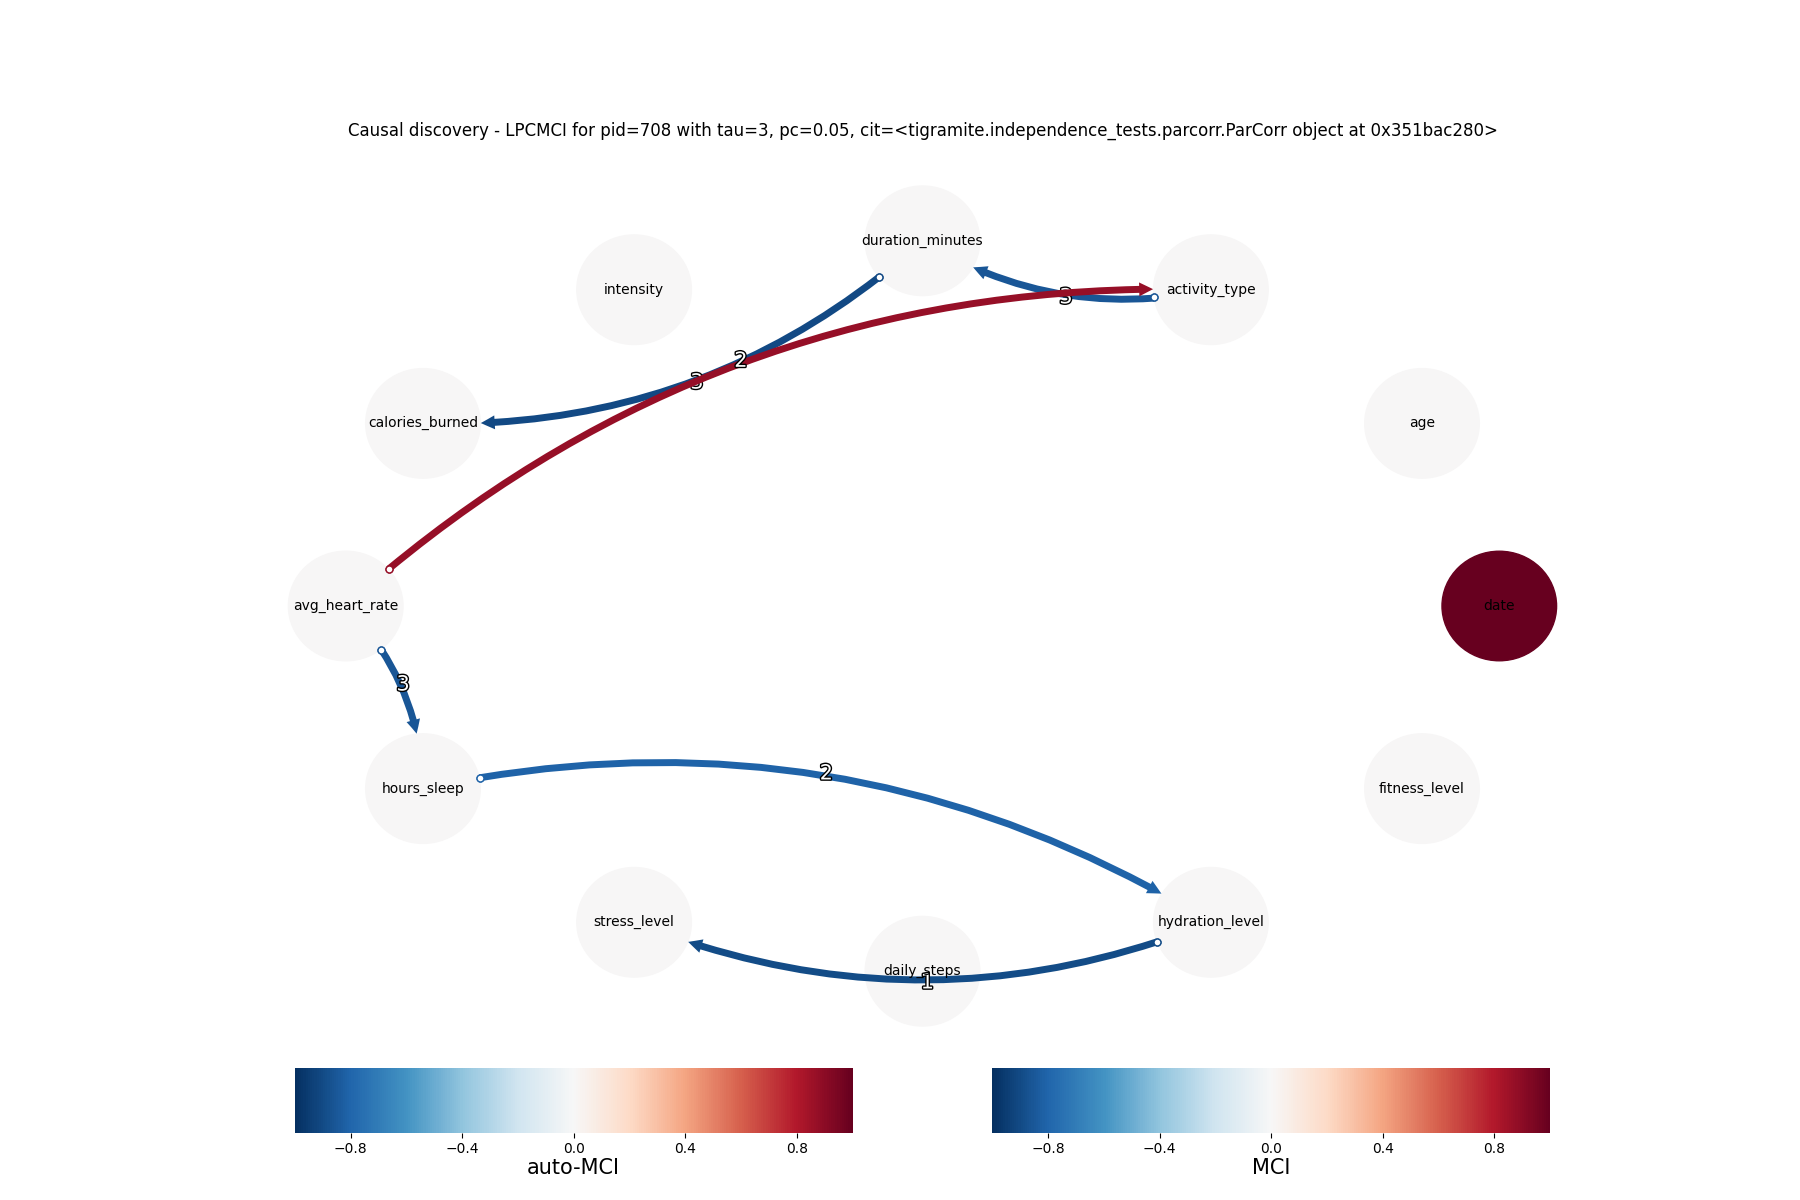 Causal discovery - LPCMCI for pid=708 with tau=3, pc=0.05, cit=<tigramite.independence_tests.parcorr.ParCorr object at 0x351bac280>
duration_minutes
intensity
activity_type
3
2
3
calories_burned
age
avg_heart_rate
date
3
hours_sleep
2
fitness_level
stress_level
hydration_level
daily_steps
1
−0.8 −0.4 0.0 0.4 0.8
auto-MCI
−0.8 −0.4 0.0 0.4 0.8
MCI